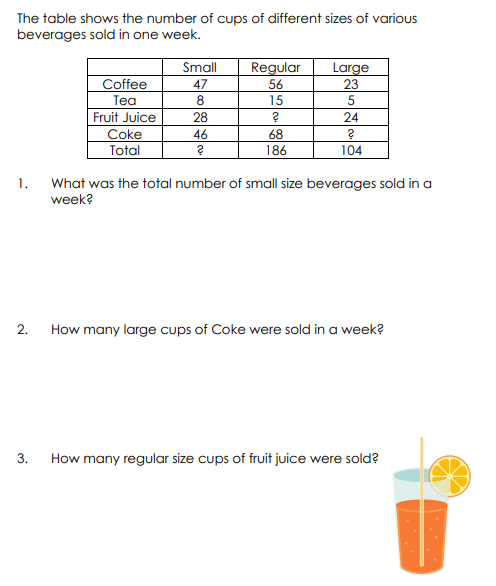 The table shows the number of cups of different sizes of various
beverages sold in one week.
Small Regular Large
Coffee 47 56 23
Tea 8 15 5
Fruit Juice 28 ? 24
Coke 46 68 ?
Total ? 186 104
1. What was the total number of small size beverages sold in a
week?
2. How many large cups of Coke were sold in a week?
3. How many regular size cups of fruit juice were sold?